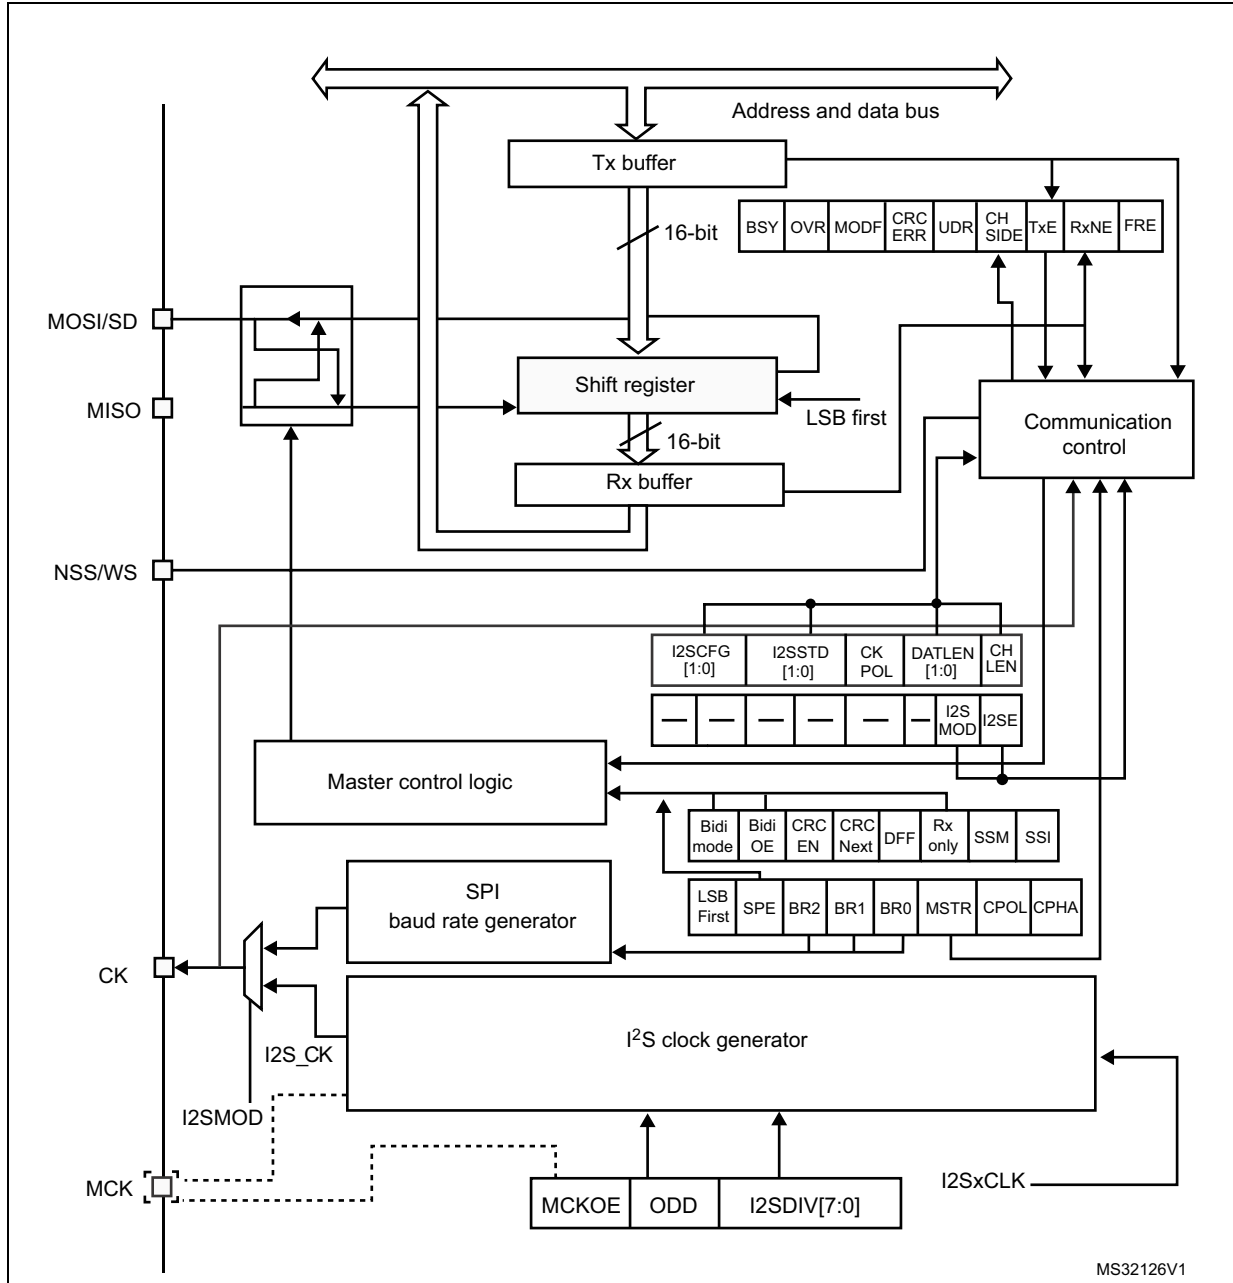 Address and data bus
Tx buffer
16-bit
BSY OVR MODF CRC ERR UDR CH SIDE TxE RxNE FRE
MOSI/SD
Shift register
MISO
LSB first
Communication
control
16-bit
Rx buffer
NSS/WS
I2SCFG [1:0] I2SSTD [1:0] CK POL DATLEN [1:0] CH LEN
— — — — — — I2S MOD I2SE
Master control logic
Bidi mode Bidi OE CRC EN CRC Next DFF Rx only SSM SSI
SPI
baud rate generator
LSB First SPE BR2 BR1 BR0 MSTR CPOL CPHA
CK
I2S clock generator
I2S_CK
I2SMOD
MCK
I2SxCLK
MCKOE ODD I2SDIV[7:0]
MS32126V1